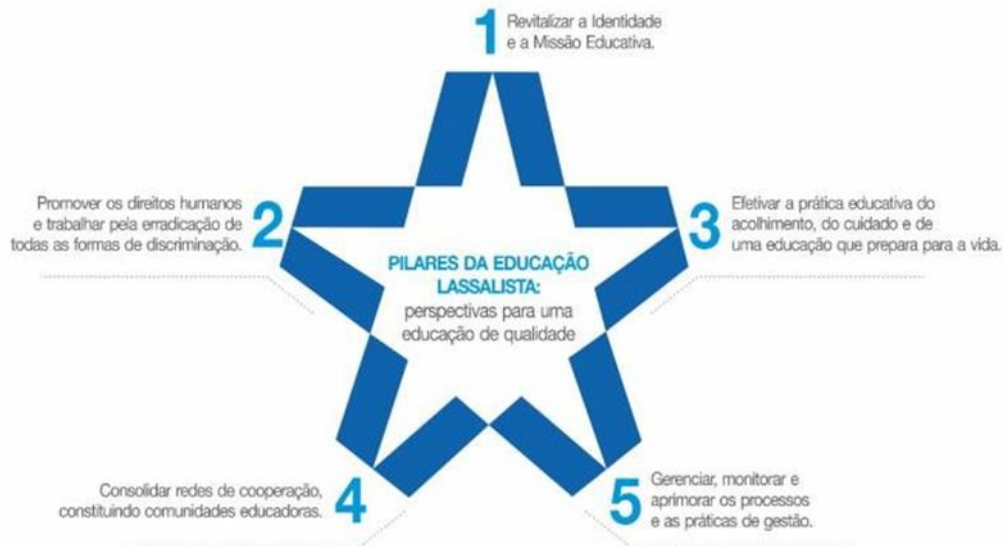 1
Revitalizar a Identidade
e a Missão Educativa.
2
Promover os direitos humanos
e trabalhar pela erradicação de
todas as formas de discriminação.
3
Efetivar a prática educativa do
acolhimento, do cuidado e de
uma educação que prepara para a vida.
PILARES DA EDUCAÇÃO
LASSALISTA:
perspectivas para uma
educação de qualidade
4
Consolidar redes de cooperação,
constituindo comunidades educadoras.
5
Gerenciar, monitorar e
aprimorar os processos
e as práticas de gestão.